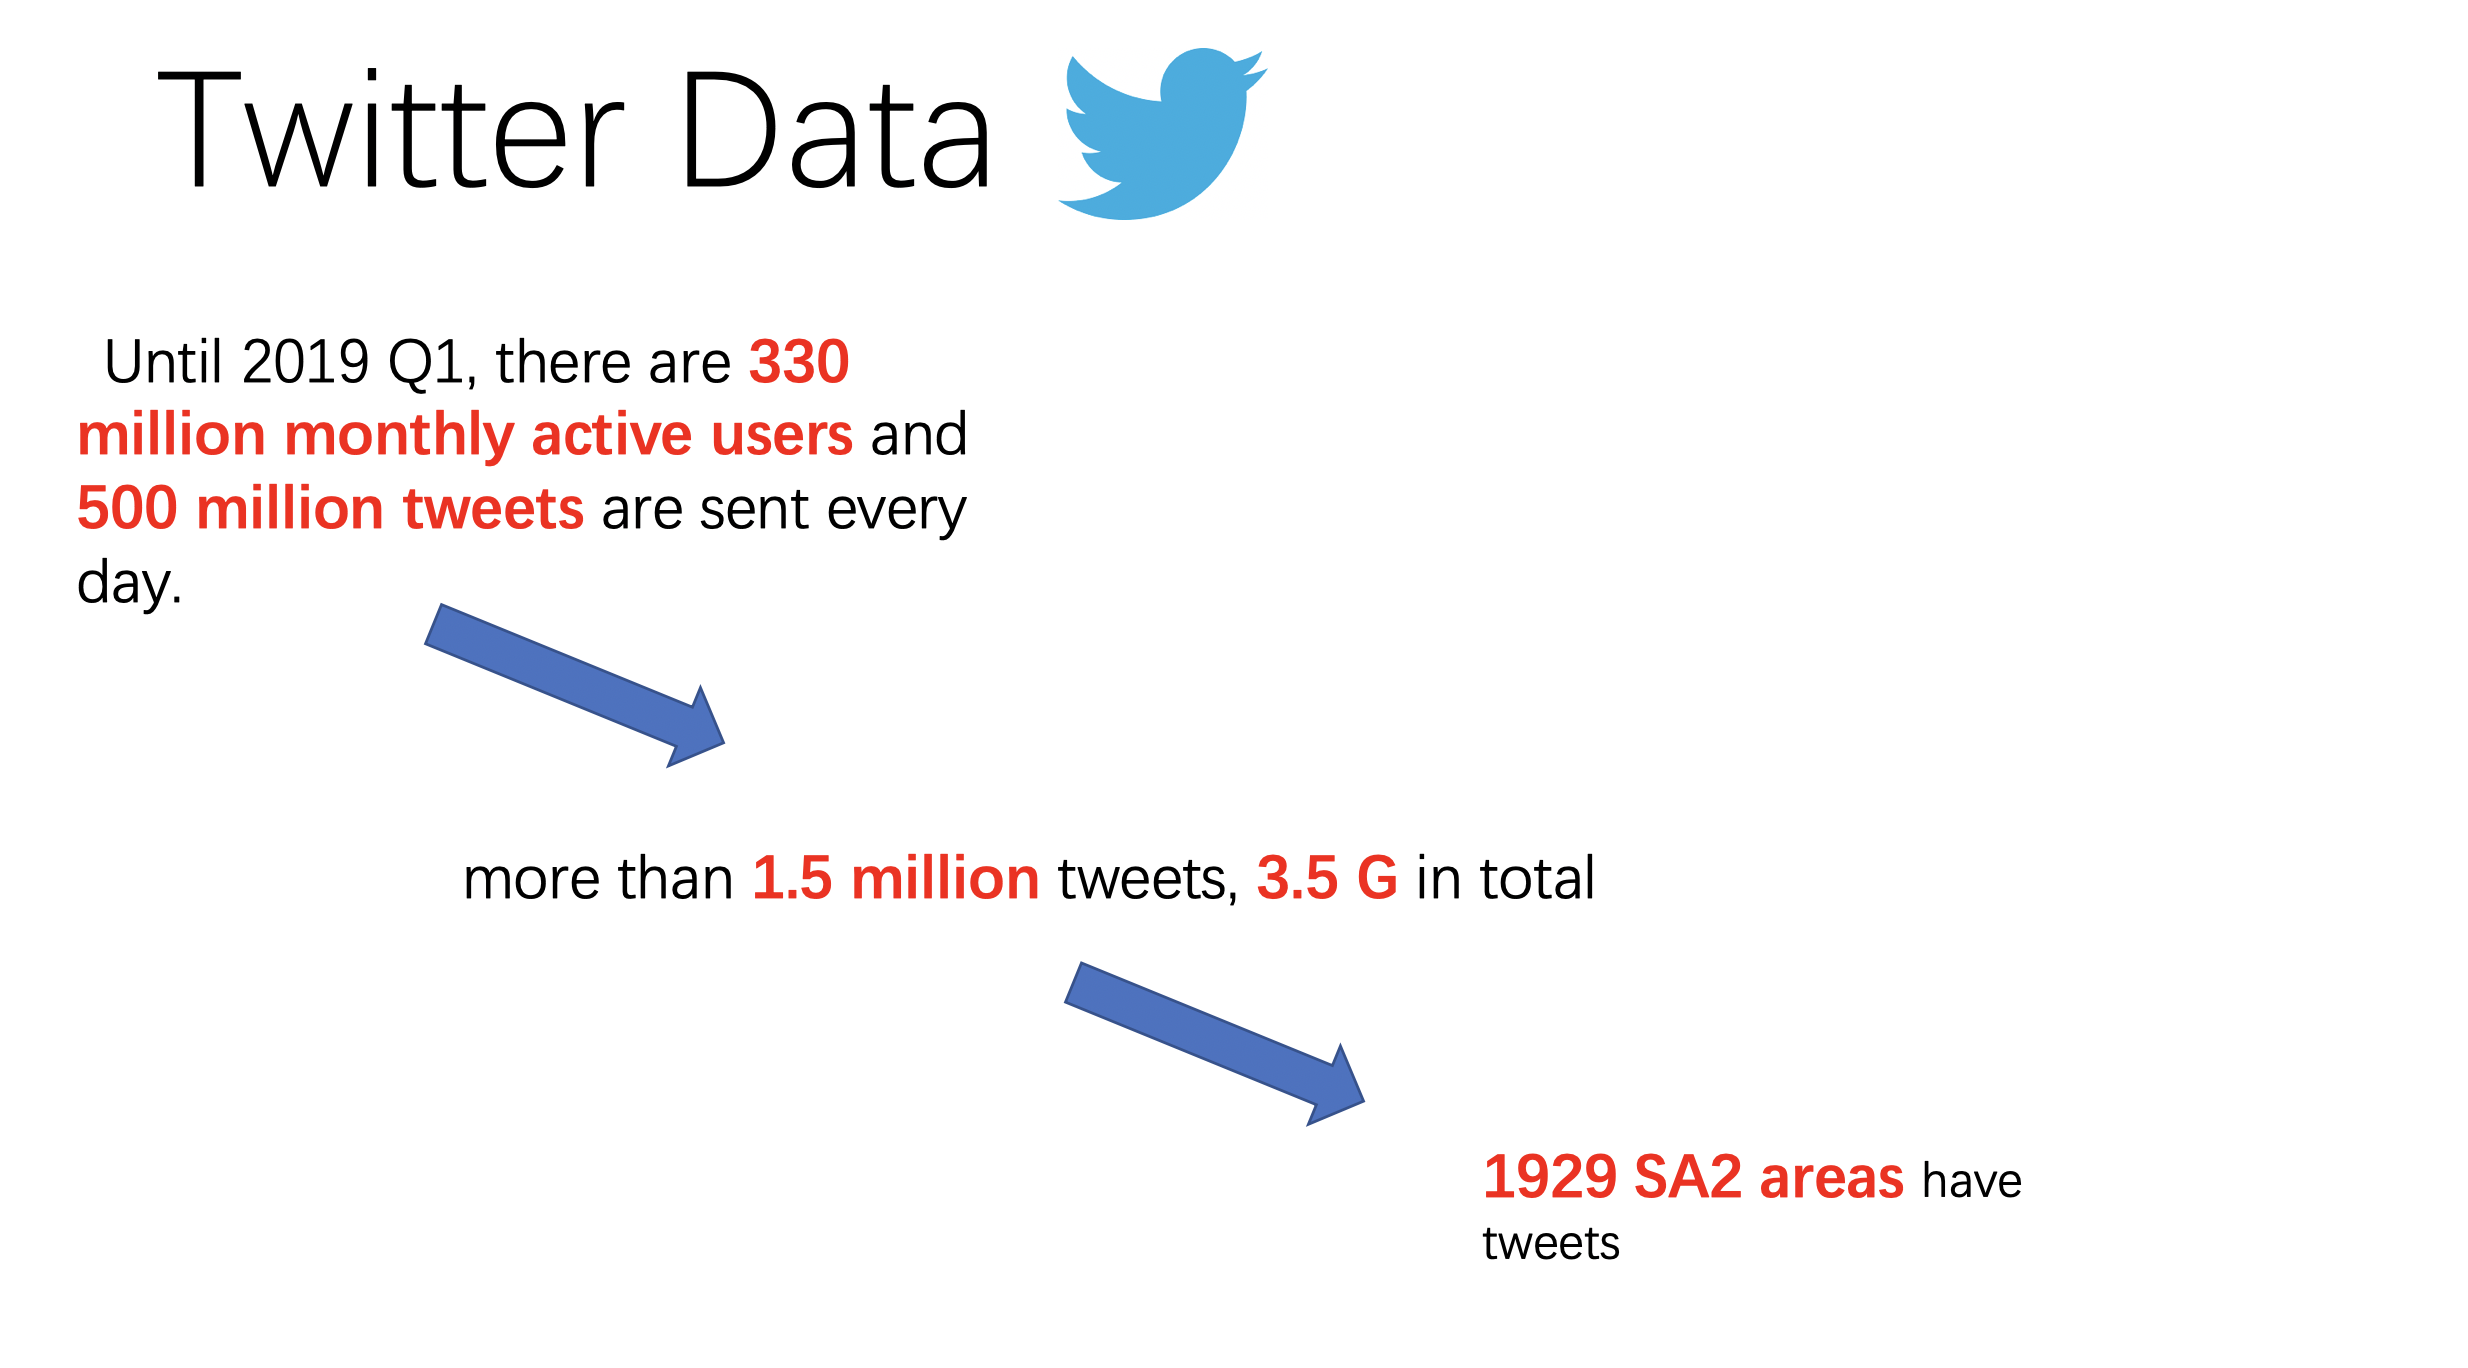 Twitter Data
Until 2019 Q1, there are 330
million monthly active users and
500 million tweets are sent every
day.
more than 1.5 million tweets, 3.5 G in total
1929 SA2 areas have
tweets